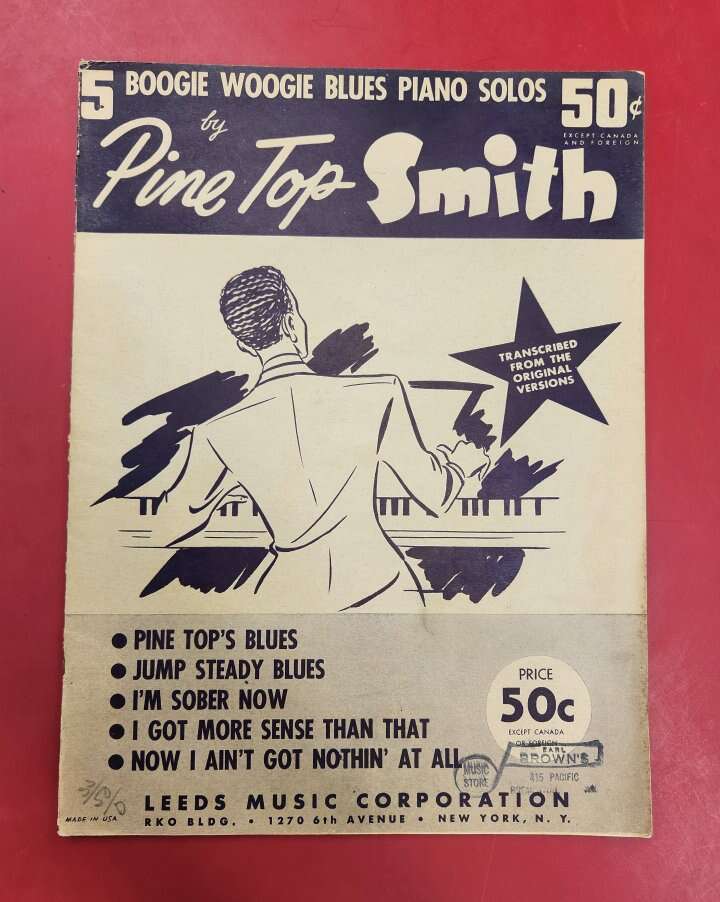 5 BOOGIE WOOGIE BLUES PIANO SOLOS 50¢
EXCEPT CANADA
AND FOREIGN
by
Pine Top Smith
TRANSCRIBED
FROM THE
ORIGINAL
VERSIONS
● PINE TOP'S BLUES
● JUMP STEADY BLUES
● I'M SOBER NOW
● I GOT MORE SENSE THAN THAT
● NOW I AIN'T GOT NOTHIN' AT ALL
PRICE
50c
EXCEPT CANADA
OR FOREIGN
EARL
BROWN'S
MUSIC
STORE
415 PACIFIC
LEEDS MUSIC CORPORATION
RKO BLDG. • 1270 6th AVENUE • NEW YORK, N. Y.
MADE IN USA